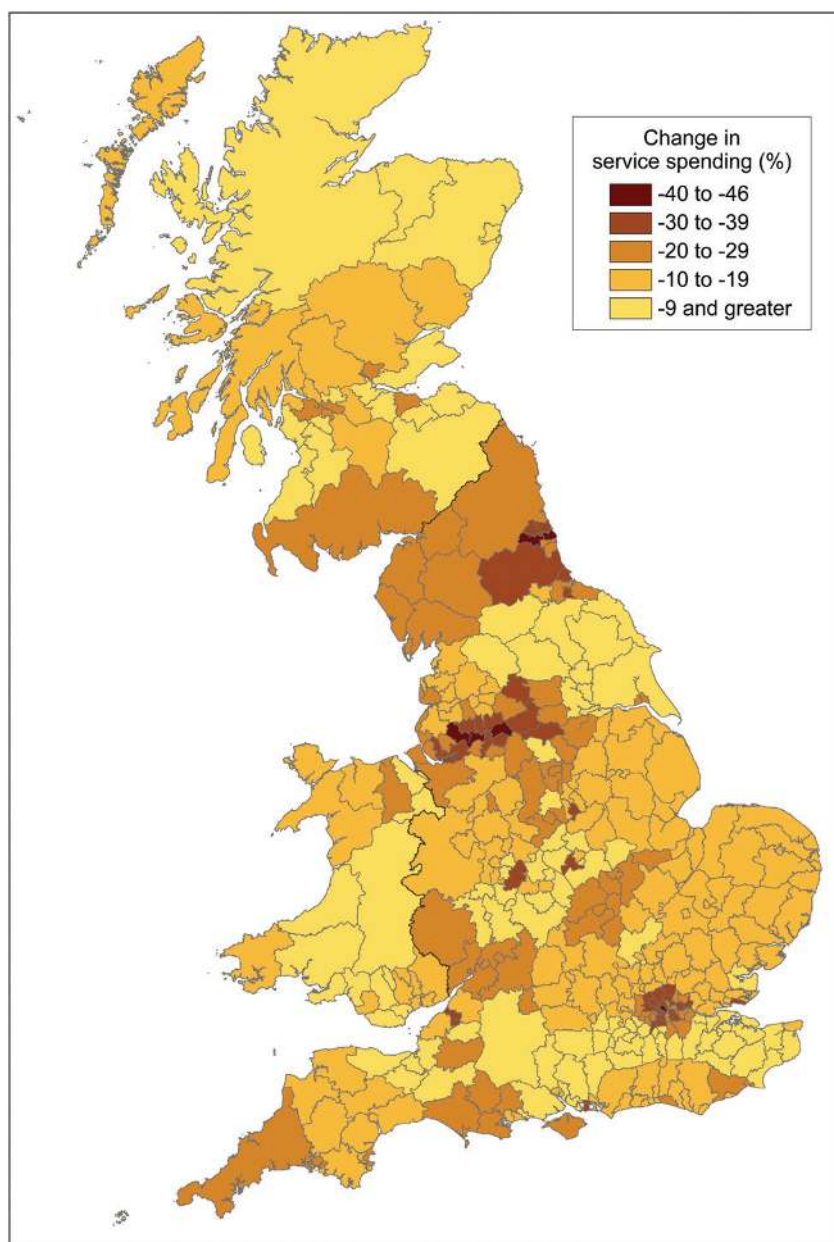 Change in
service spending (%)
-40 to -46
-30 to -39
-20 to -29
-10 to -19
-9 and greater